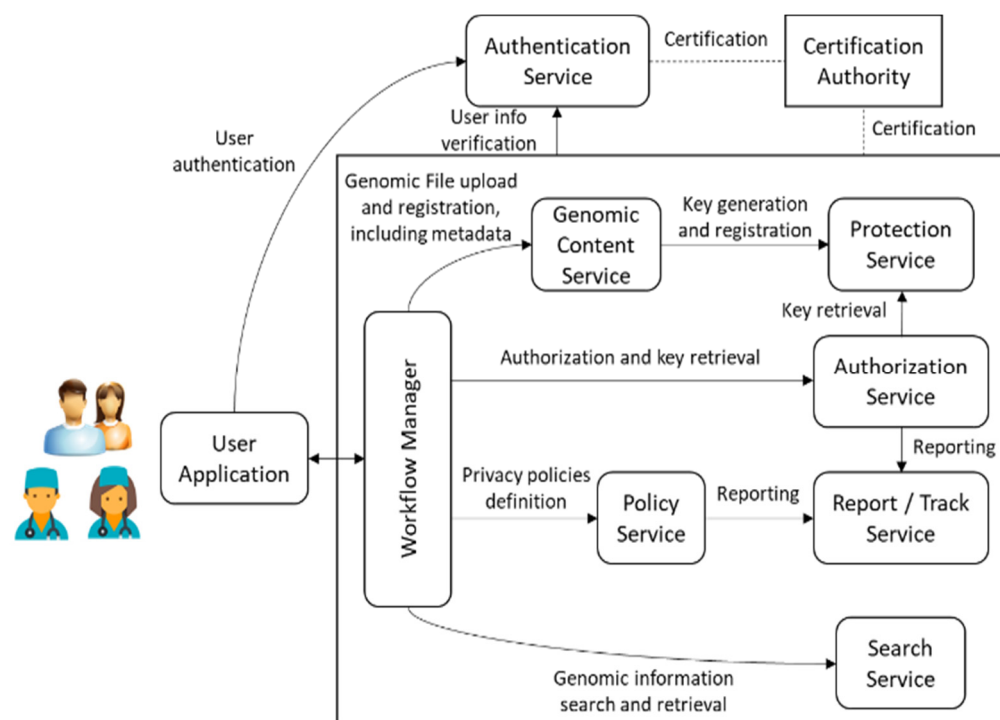 Authentication
Service
Certification
Certification
Authority
User
authentication
User info
verification
Certification
Genomic File upload
and registration,
including metadata
Genomic
Content
Service
Key generation
and registration
Protection
Service
Key retrieval
Authorization and key retrieval
Authorization
Service
User
Application
Workflow Manager
Reporting
Privacy policies
definition
Policy
Service
Reporting
Report / Track
Service
Genomic information
search and retrieval
Search
Service